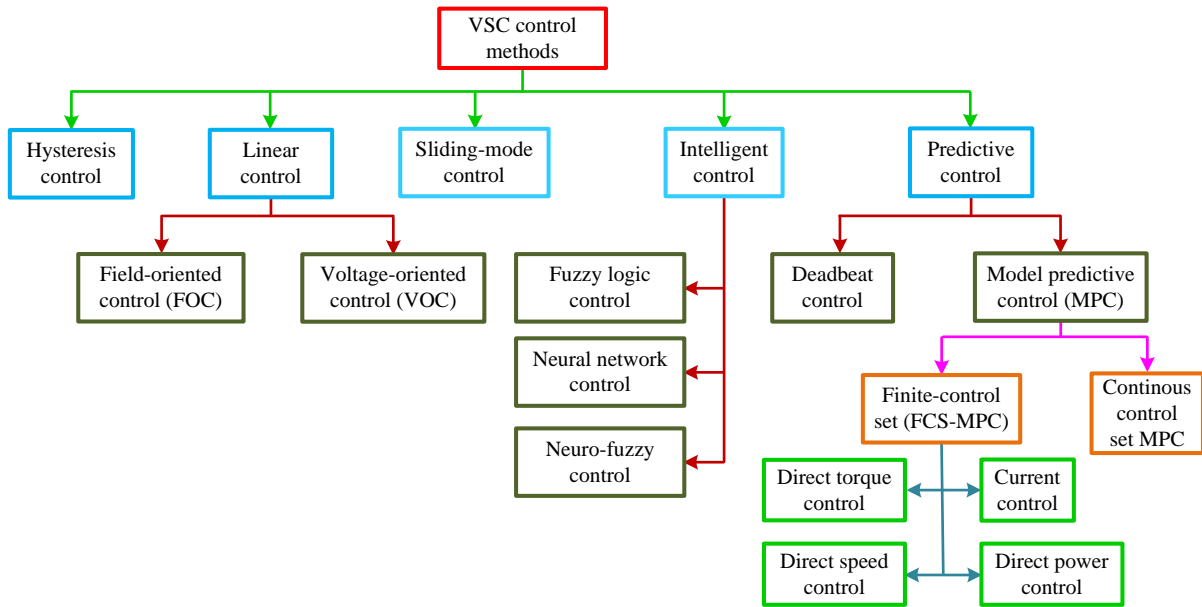 VSC control
methods
Hysteresis
control
Linear
control
Sliding-mode
control
Intelligent
control
Predictive
control
Field-oriented
control (FOC)
Voltage-oriented
control (VOC)
Fuzzy logic
control
Neural network
control
Neuro-fuzzy
control
Deadbeat
control
Model predictive
control (MPC)
Finite-control
set (FCS-MPC)
Continous
control
set MPC
Direct torque
control
Current
control
Direct speed
control
Direct power
control